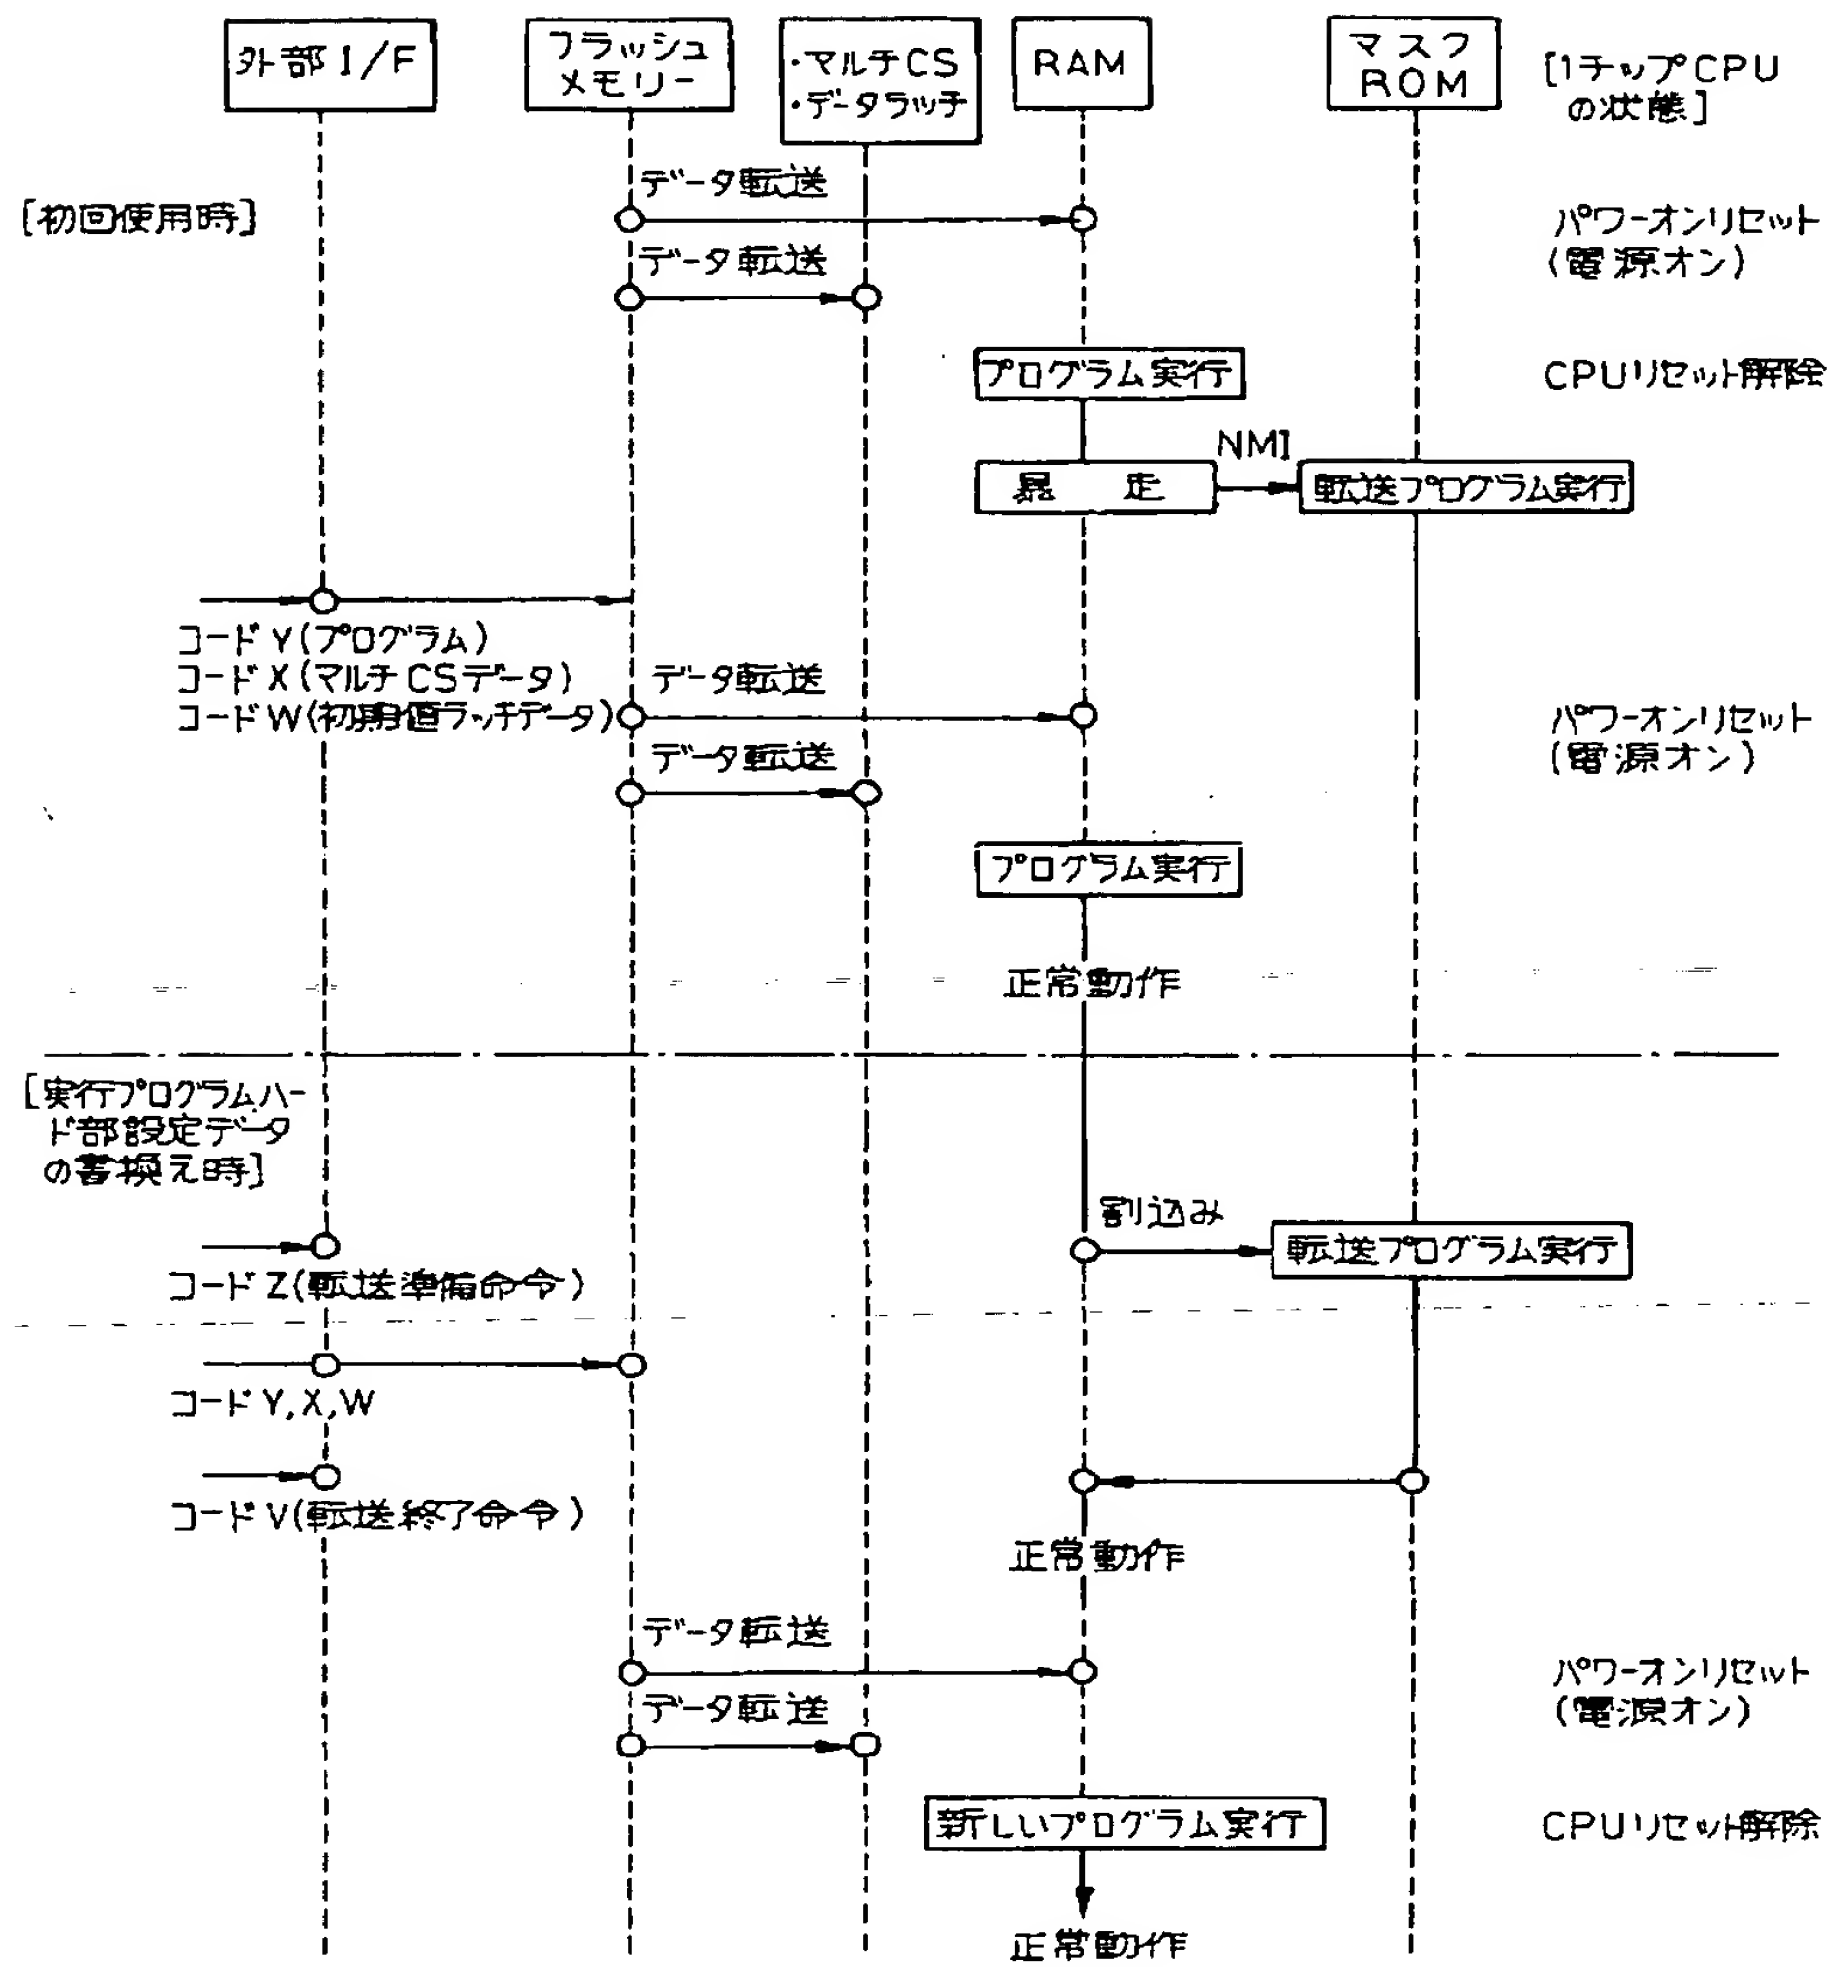 外部I/F
フラッシュ
メモリー
・マルチCS
・データラッチ
RAM
マスク
ROM
[1チップCPU
の状態]
データ転送
[初回使用時]
パワーオンリセット
(電源オン)
データ転送
プログラム実行
CPUリセット解除
NMI
暴 走
転送プログラム実行
コードY(プログラム)
コードX(マルチCSデータ)
コードW(初期値ラッチデータ)
データ転送
パワーオンリセット
(電源オン)
データ転送
プログラム実行
正常動作
[実行プログラム,ハー
ド部設定データ
の書換え時]
割込み
転送プログラム実行
コードZ(転送準備命令)
コードY,X,W
コードV(転送終了命令)
正常動作
データ転送
パワーオンリセット
(電源オン)
データ転送
新しいプログラム実行
CPUリセット解除
正常動作